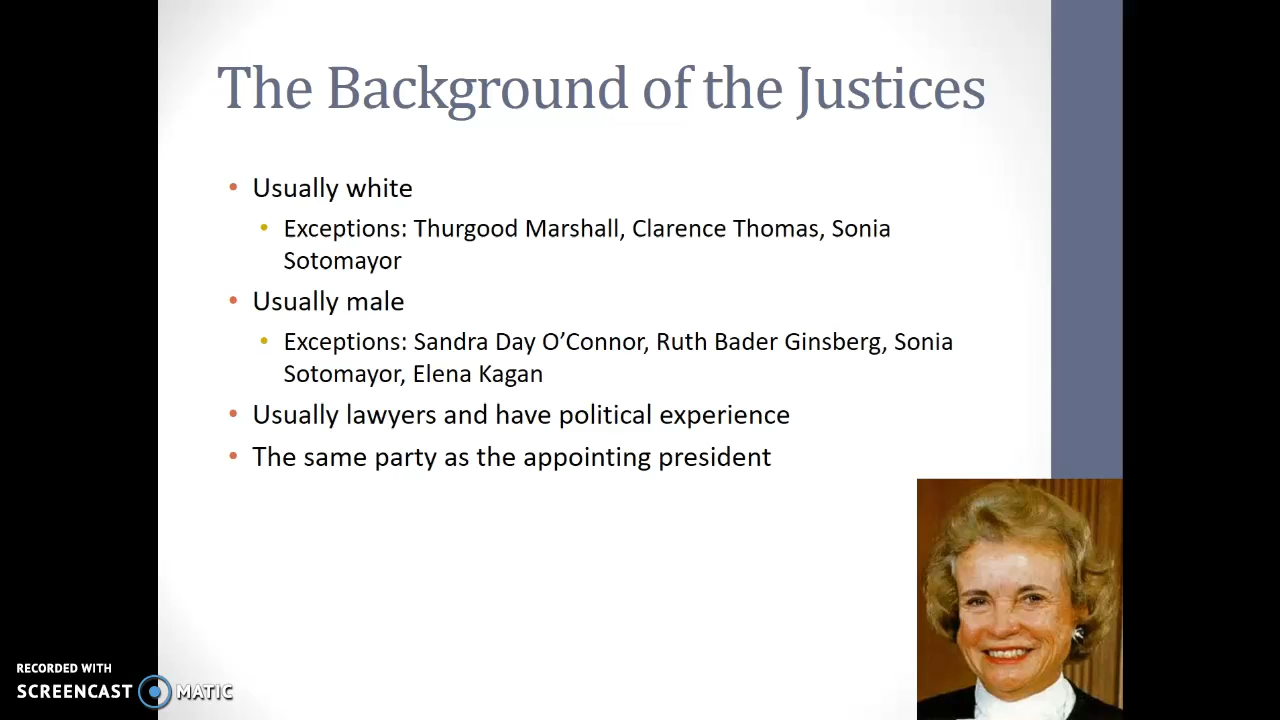 The Background of the Justices
• Usually white
• Exceptions: Thurgood Marshall, Clarence Thomas, Sonia
Sotomayor
• Usually male
• Exceptions: Sandra Day O’Connor, Ruth Bader Ginsberg, Sonia
Sotomayor, Elena Kagan
• Usually lawyers and have political experience
• The same party as the appointing president
RECORDED WITH
SCREENCAST MATIC